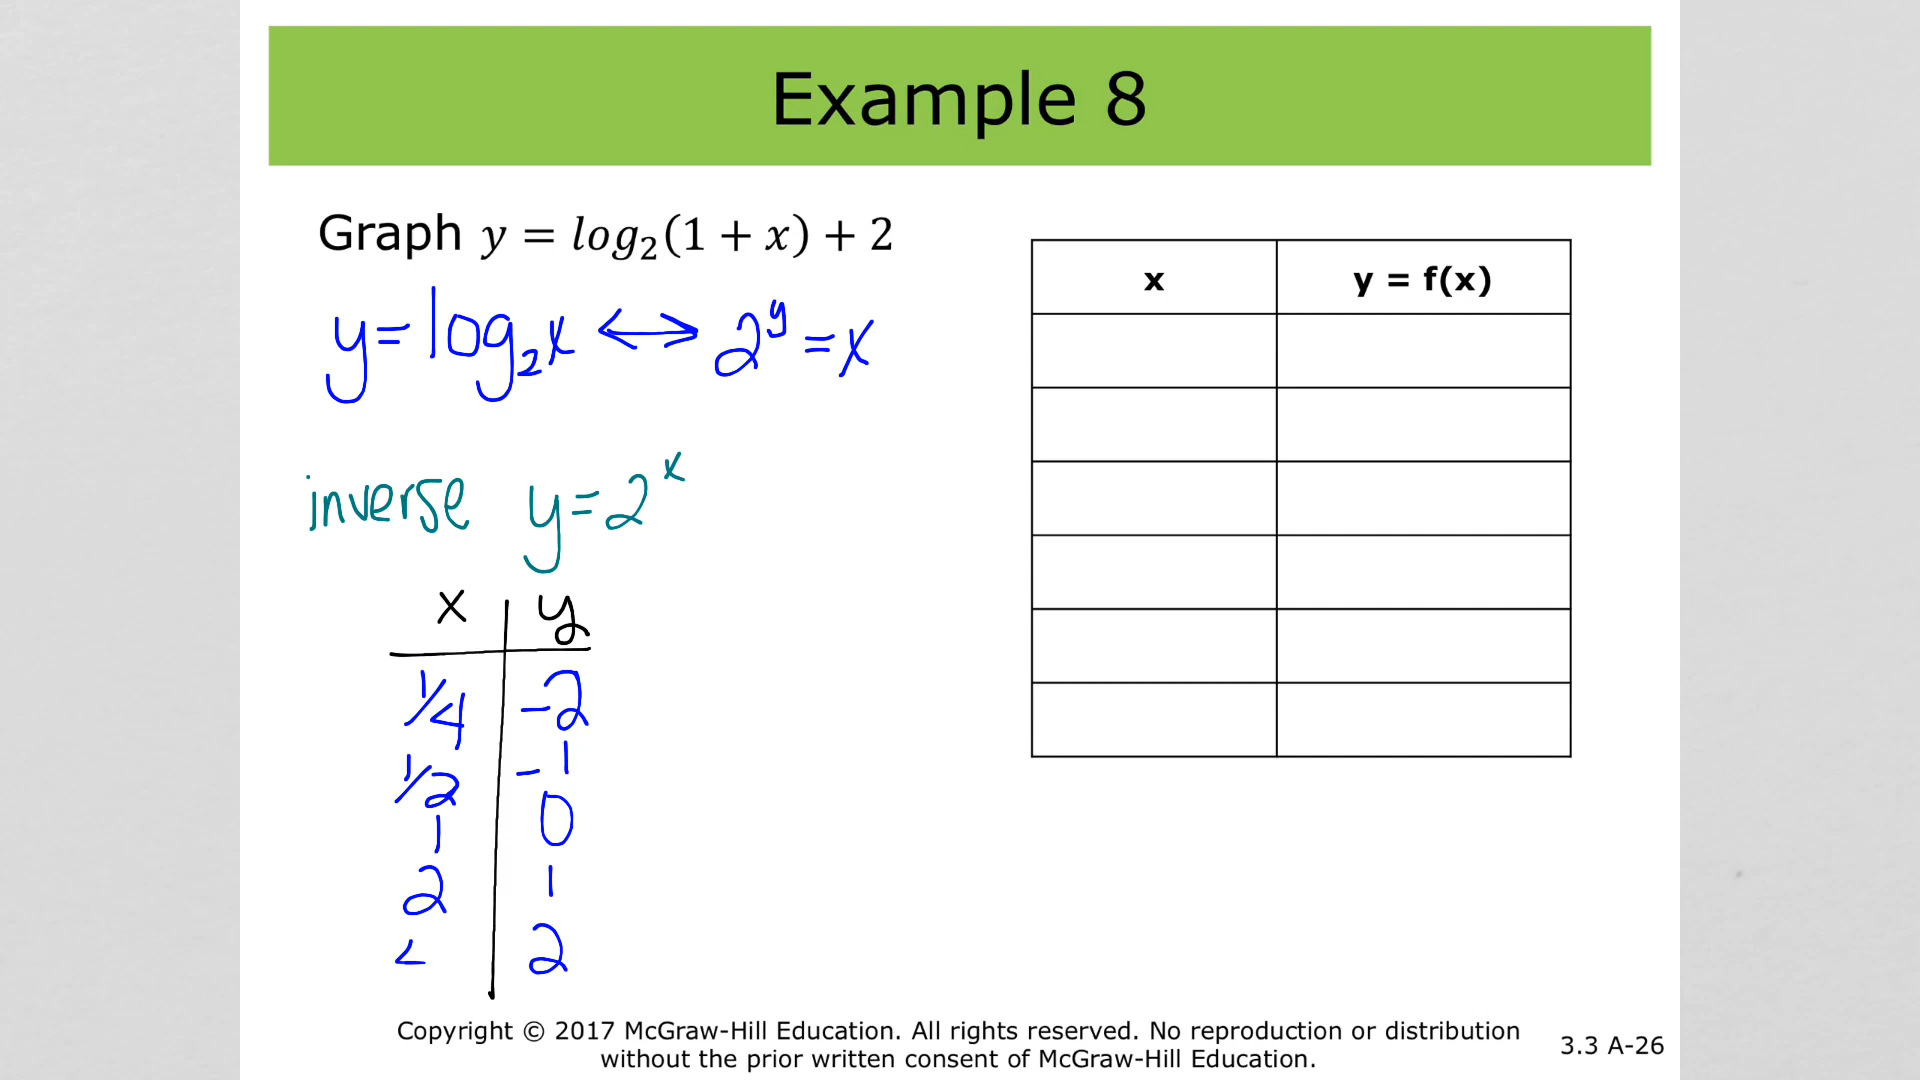 Example 8
Graph y = log₂(1 + x) + 2
y = log₂x ↔ 2^y = x
inverse y = 2^x
x y
1/4 -2
1/2 -1
1 0
2 1
2
x y = f(x)
Copyright © 2017 McGraw-Hill Education. All rights reserved. No reproduction or distribution
without the prior written consent of McGraw-Hill Education.
3.3 A-26